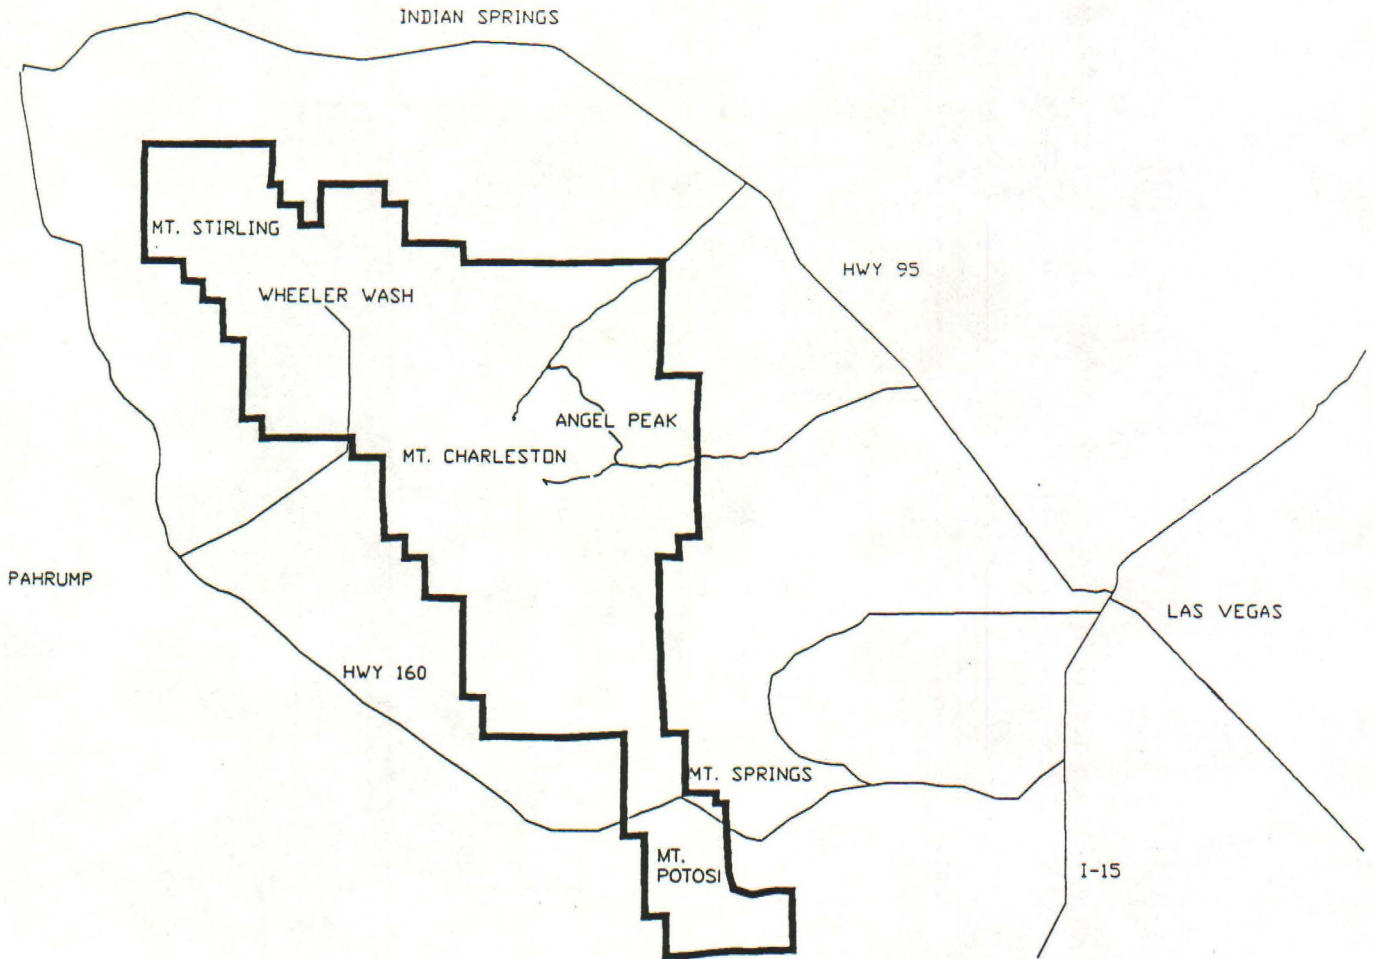 INDIAN SPRINGS
MT. STIRLING
HWY 95
WHEELER WASH
ANGEL PEAK
MT. CHARLESTON
PAHRUMP
LAS VEGAS
HWY 160
MT. SPRINGS
MT.
POTOSI
I-15